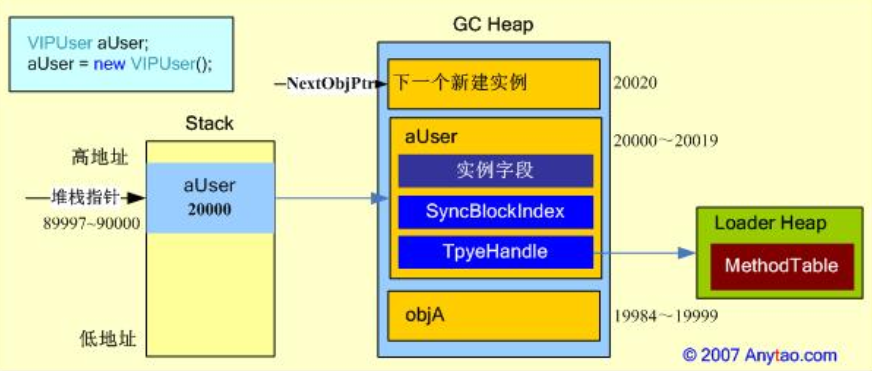 VIPUser aUser;
aUser = new VIPUser();
GC Heap
NextObjPtr
下一个新建实例
20020
Stack
高地址
aUser
20000
堆栈指针
89997~90000
低地址
aUser
20000～20019
实例字段
SyncBlockIndex
TpyeHandle
objA
19984～19999
Loader Heap
MethodTable
© 2007 Anytao.com